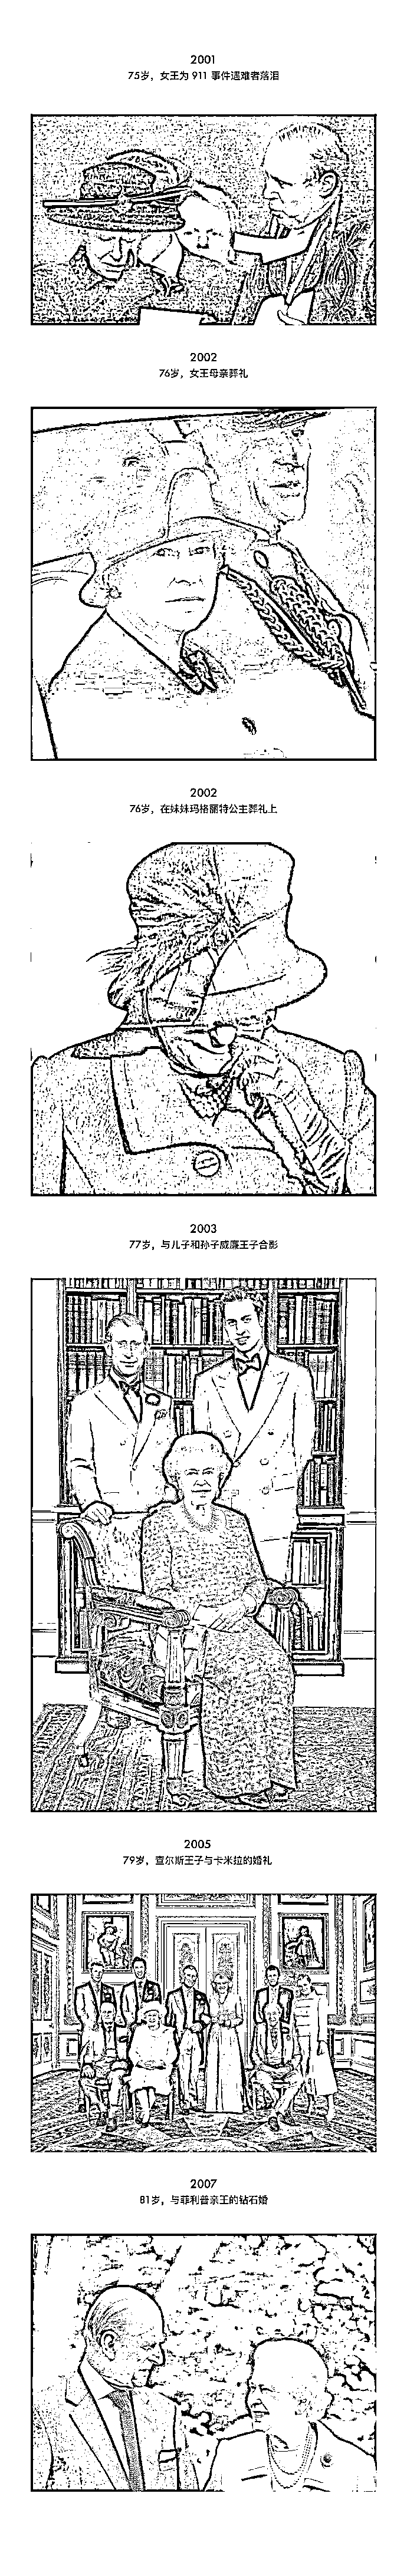 2001
75岁，女王为 911 事件遇难者落泪
2002
76岁，女王母亲葬礼
2002
76岁，在妹妹玛格丽特公主葬礼上
2003
77岁，与儿子和孙子威廉王子合影
2005
79岁，查尔斯王子与卡米拉的婚礼
2007
81岁，与菲利普亲王的钻石婚